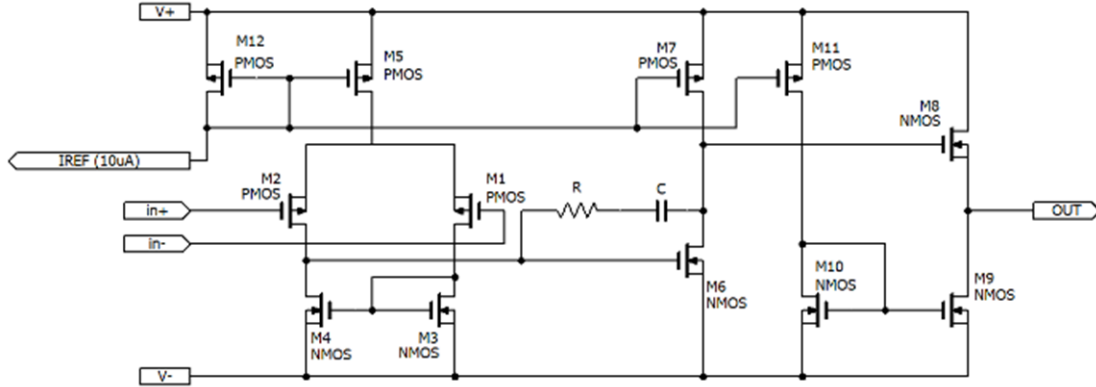 V+
M12
PMOS
M5
PMOS
M7
PMOS
M11
PMOS
M8
NMOS
IREF (10uA)
M2
PMOS
M1
PMOS
R
C
in+
OUT
in-
M6
NMOS
M10
NMOS
M9
NMOS
M4
NMOS
M3
NMOS
V-